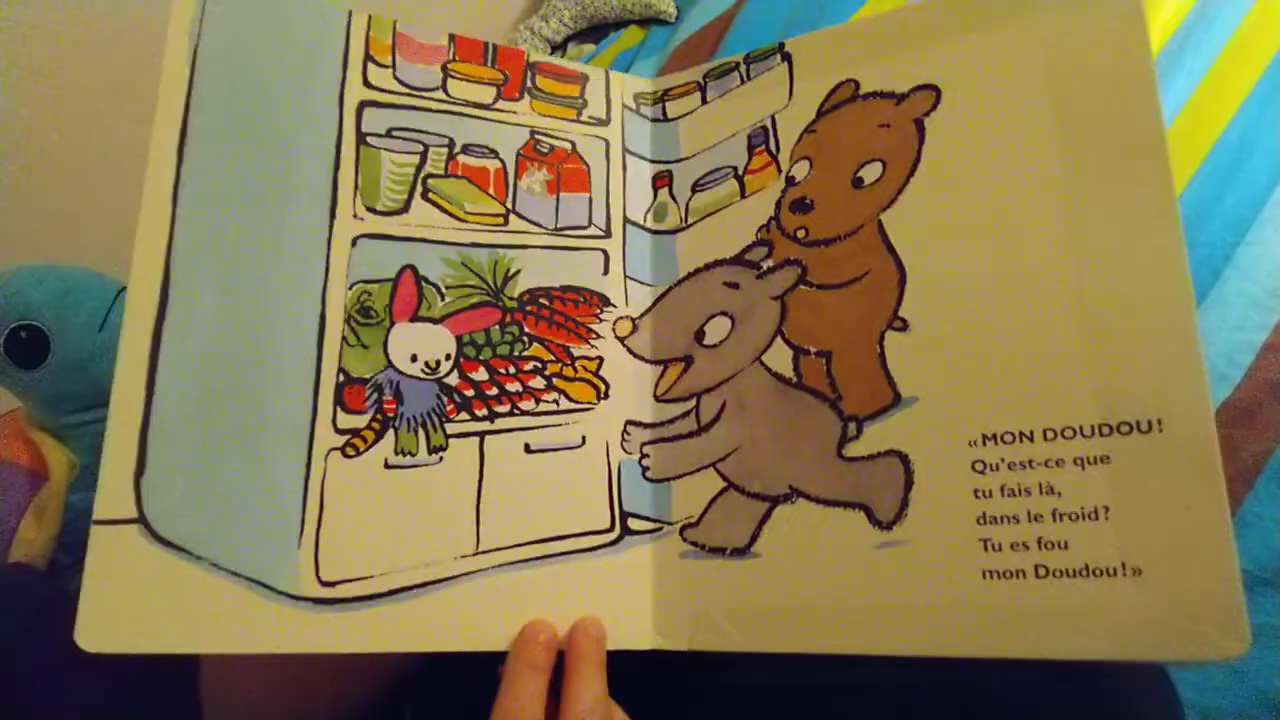 «MON DOUDOU!
Qu'est-ce que
tu fais là,
dans le froid?
Tu es fou
mon Doudou!»